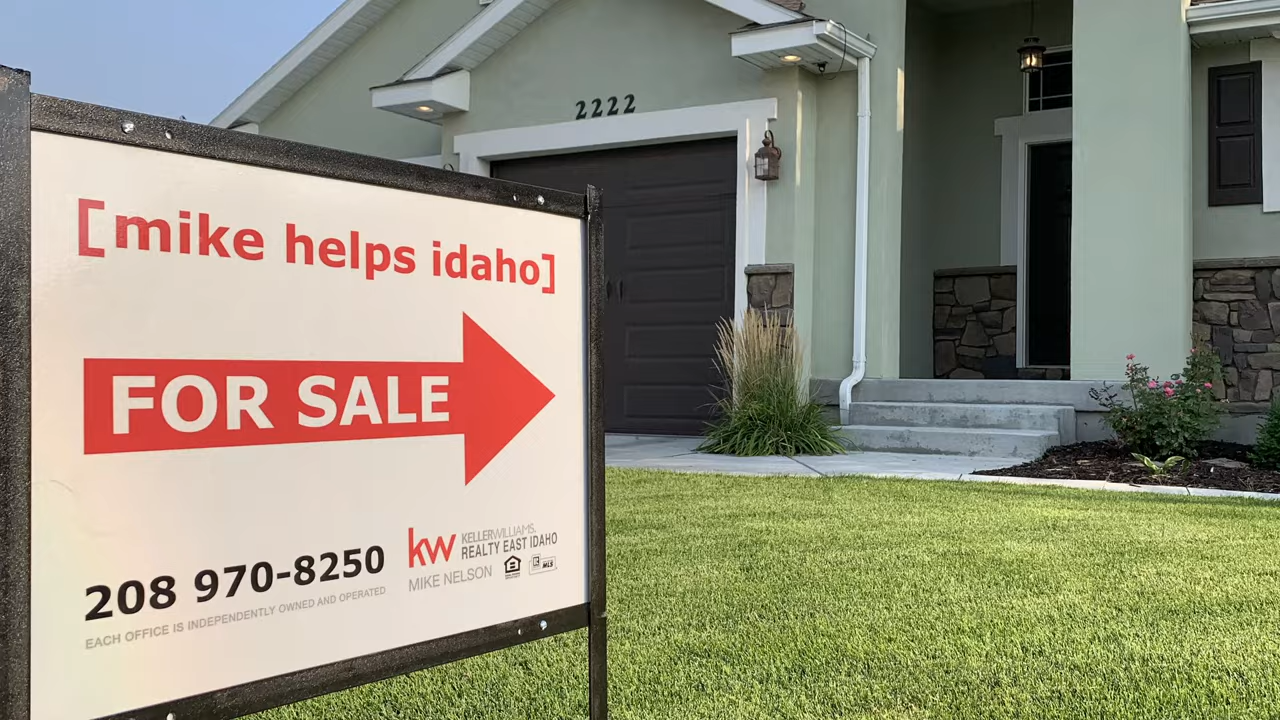 2222
[mike helps idaho]
FOR SALE
208 970-8250
EACH OFFICE IS INDEPENDENTLY OWNED AND OPERATED
kw KELLERWILLIAMS.
REALTY EAST IDAHO
MIKE NELSON
MLS